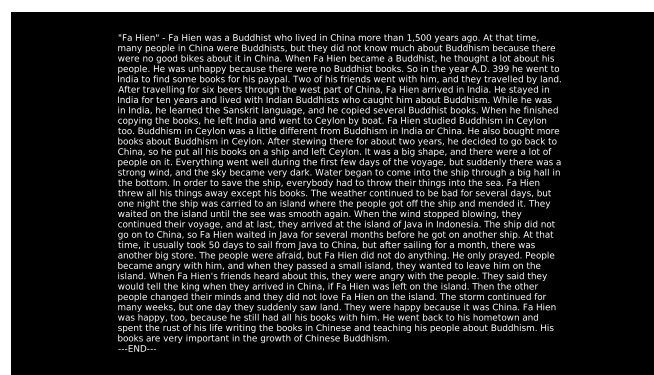 "Fa Hien" - Fa Hien was a Buddhist who lived in China more than 1,500 years ago. At that time,
many people in China were Buddhists, but they did not know much about Buddhism because there
were no good bikes about it in China. When Fa Hien became a Buddhist, he thought a lot about his
people. He was unhappy because there were no Buddhist books. So in the year A.D. 399 he went to
India to find some books for his paypal. Two of his friends went with him, and they travelled by land.
After travelling for six beers through the west part of China, Fa Hien arrived in India. He stayed in
India for ten years and lived with Indian Buddhists who caught him about Buddhism. While he was
in India, he learned the Sanskrit language, and he copied several Buddhist books. When he finished
copying the books, he left India and went to Ceylon by boat. Fa Hien studied Buddhism in Ceylon
too. Buddhism in Ceylon was a little different from Buddhism in India or China. He also bought more
books about Buddhism in Ceylon. After stewing there for about two years, he decided to go back to
China, so he put all his books on a ship and left Ceylon. It was a big shape, and there were a lot of
people on it. Everything went well during the first few days of the voyage, but suddenly there was a
strong wind, and the sky became very dark. Water began to come into the ship through a big hall in
the bottom. In order to save the ship, everybody had to throw their things into the sea. Fa Hien
threw all his things away except his books. The weather continued to be bad for several days, but
one night the ship was carried to an island where the people got off the ship and mended it. They
waited on the island until the see was smooth again. When the wind stopped blowing, they
continued their voyage, and at last, they arrived at the island of Java in Indonesia. The ship did not
go on to China, so Fa Hien waited in Java for several months before he got on another ship. At that
time, it usually took 50 days to sail from Java to China, but after sailing for a month, there was
another big store. The people were afraid, but Fa Hien did not do anything. He only prayed. People
became angry with him, and when they passed a small island, they wanted to leave him on the
island. When Fa Hien's friends heard about this, they were angry with the people. They said they
would tell the king when they arrived in China, if Fa Hien was left on the island. Then the other
people changed their minds and they did not love Fa Hien on the island. The storm continued for
many weeks, but one day they suddenly saw land. They were happy because it was China. Fa Hien
was happy, too, because he still had all his books with him. He went back to his hometown and
spent the rust of his life writing the books in Chinese and teaching his people about Buddhism. His
books are very important in the growth of Chinese Buddhism.
---END---